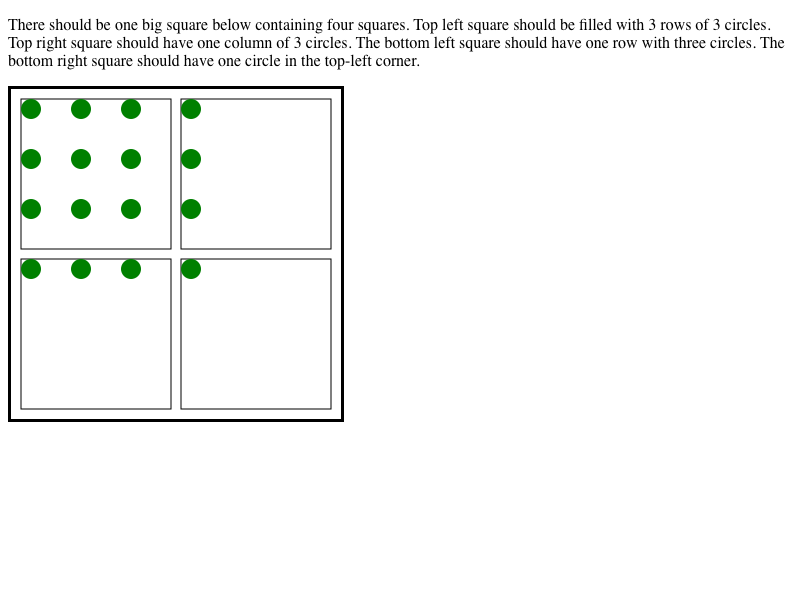 There should be one big square below containing four squares. Top left square should be filled with 3 rows of 3 circles.
Top right square should have one column of 3 circles. The bottom left square should have one row with three circles. The
bottom right square should have one circle in the top-left corner.